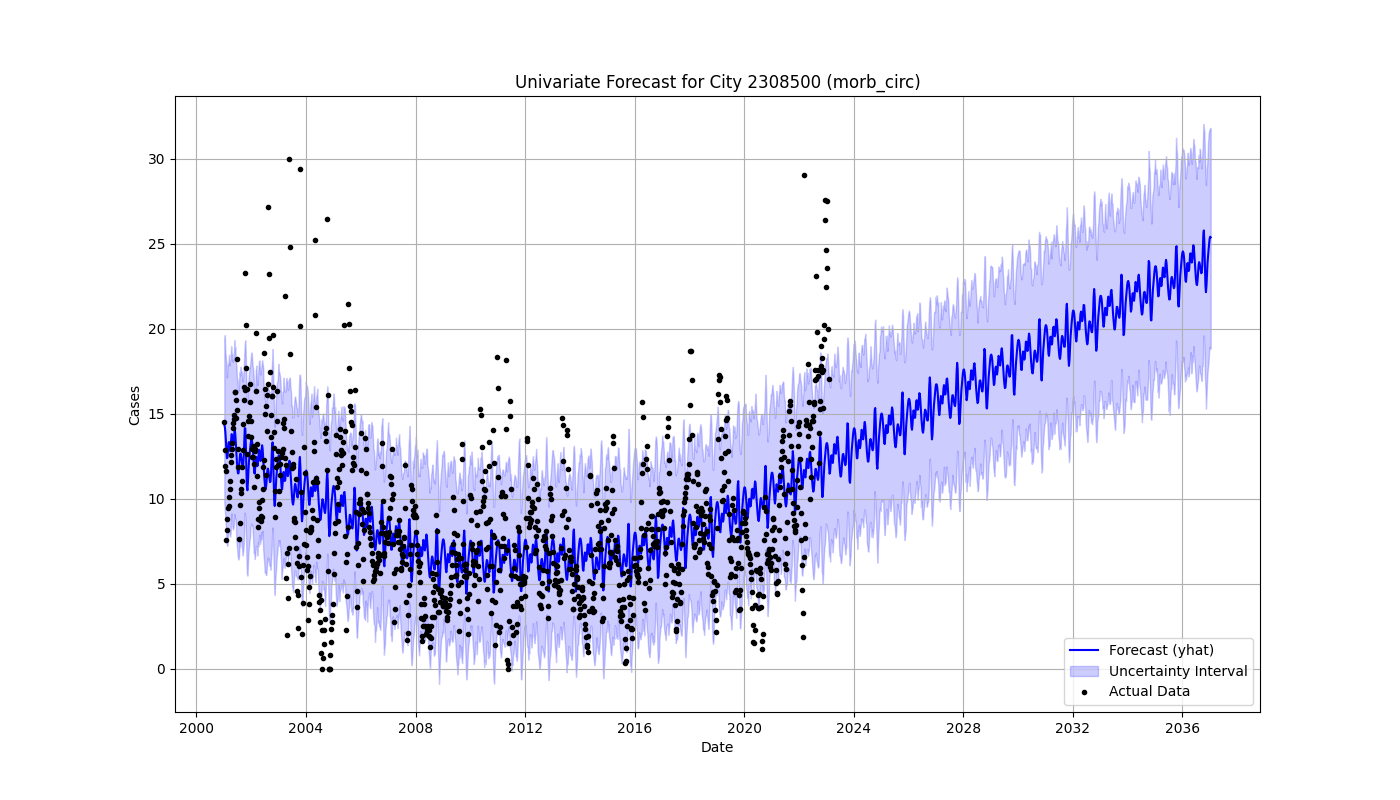 Univariate Forecast for City 2308500 (morb_circ)
Cases
30
25
20
15
10
5
0
2000 2004 2008 2012 2016 2020 2024 2028 2032 2036
Date
Forecast (yhat)
Uncertainty Interval
Actual Data